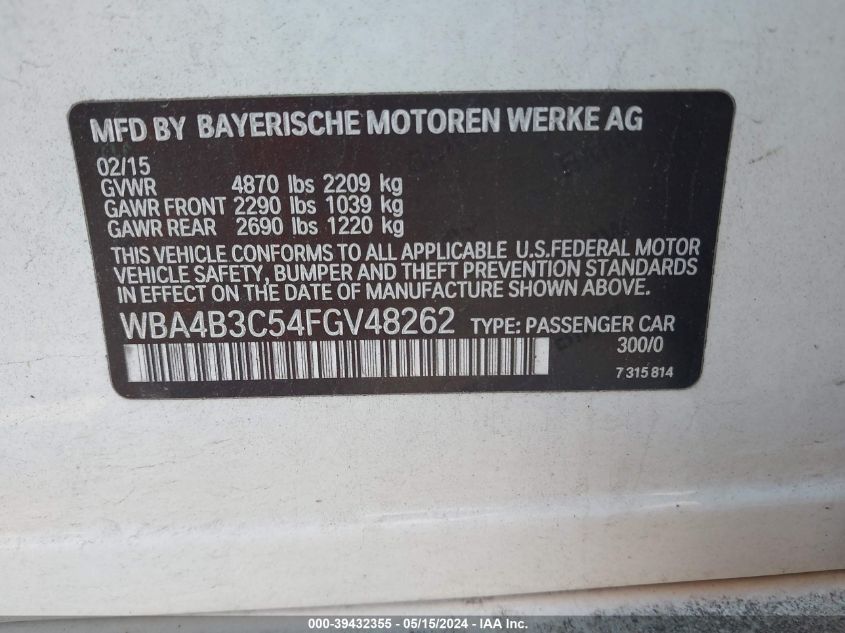 MFD BY BAYERISCHE MOTOREN WERKE AG
02/15
GVWR 4870 lbs 2209 kg
GAWR FRONT 2290 lbs 1039 kg
GAWR REAR 2690 lbs 1220 kg
THIS VEHICLE CONFORMS TO ALL APPLICABLE U.S.FEDERAL MOTOR
VEHICLE SAFETY, BUMPER AND THEFT PREVENTION STANDARDS
IN EFFECT ON THE DATE OF MANUFACTURE SHOWN ABOVE.
WBA4B3C54FGV48262 TYPE: PASSENGER CAR
300/0
7 315 814
000-39432355 - 05/15/2024 - IAA Inc.